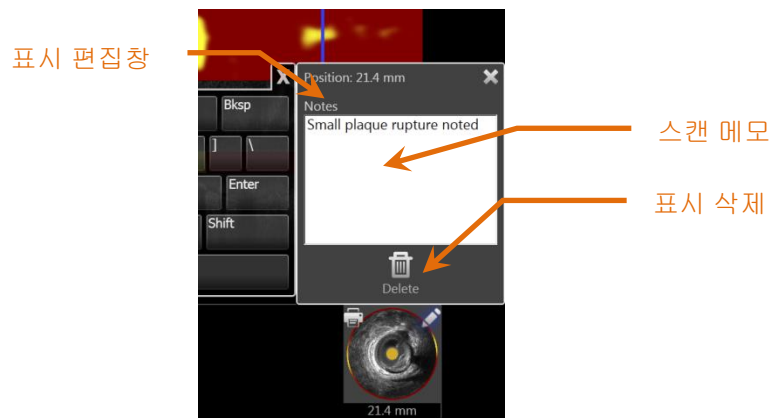 표시 편집창
X
Position: 21.4 mm
Notes
Bksp
Small plaque rupture noted
스캔 메모
] \
Enter
표시 삭제
Shift
Delete
21.4 mm